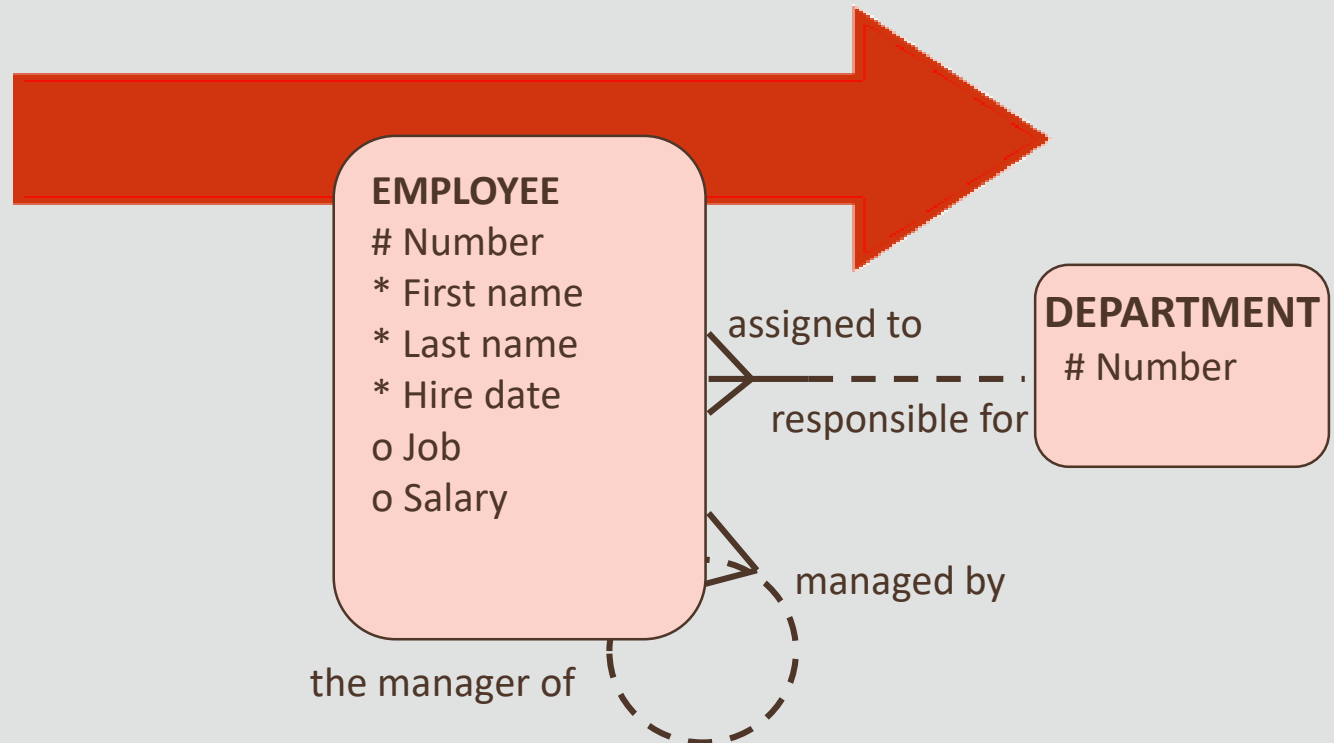 EMPLOYEE
# Number
* First name
* Last name
* Hire date
o Job
o Salary
assigned to
responsible for
DEPARTMENT
# Number
managed by
the manager of